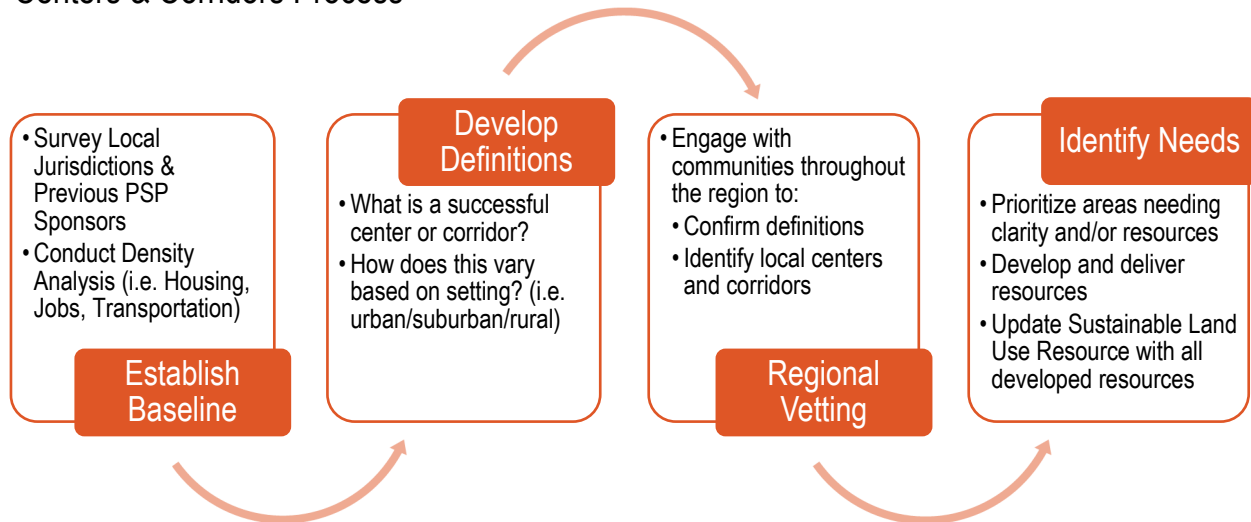 Centers & Corridors Process
• Survey Local
Jurisdictions &
Previous PSP
Sponsors
• Conduct Density
Analysis (i.e. Housing,
Jobs, Transportation)
Establish
Baseline
Develop
Definitions
• What is a successful
center or corridor?
• How does this vary
based on setting? (i.e.
urban/suburban/rural)
• Engage with
communities throughout
the region to:
• Confirm definitions
• Identify local centers
and corridors
Regional
Vetting
Identify Needs
• Prioritize areas needing
clarity and/or resources
• Develop and deliver
resources
• Update Sustainable Land
Use Resource with all
developed resources